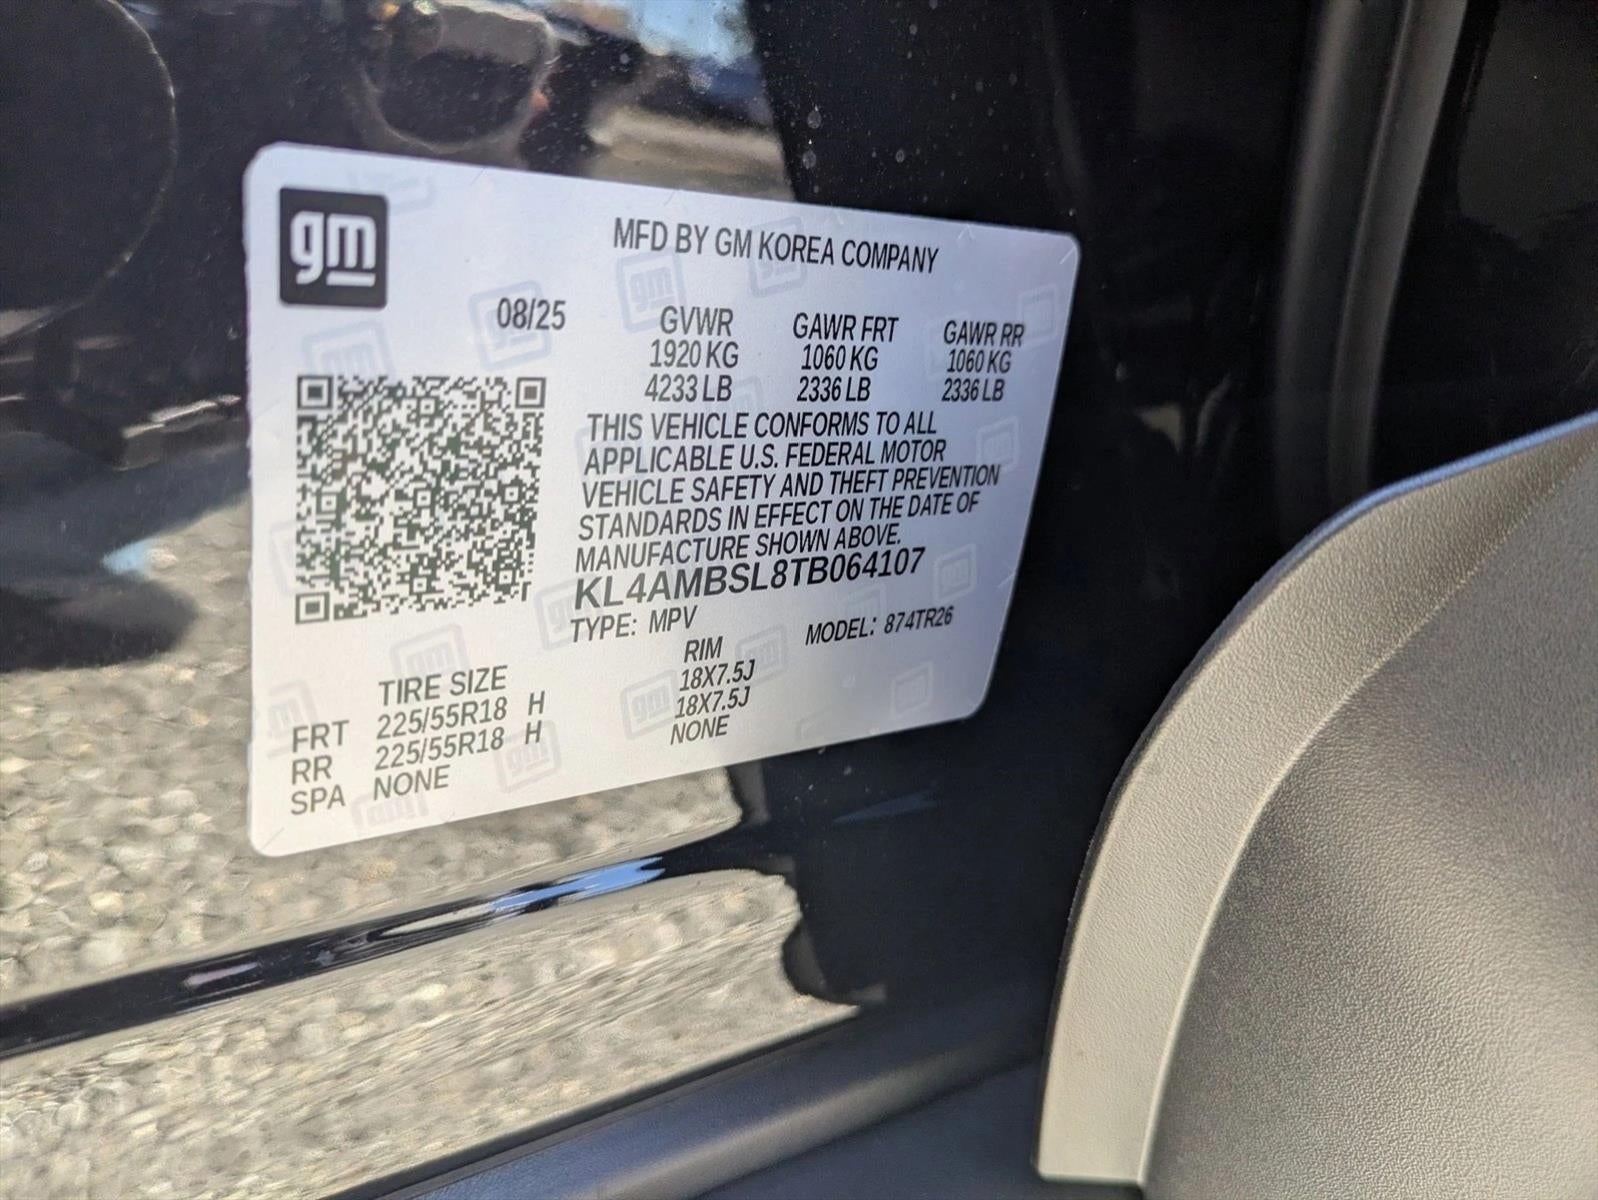 gm
MFD BY GM KOREA COMPANY
08/25 GVWR GAWR FRT GAWR RR
1920 KG 1060 KG 1060 KG
4233 LB 2336 LB 2336 LB
THIS VEHICLE CONFORMS TO ALL
APPLICABLE U.S. FEDERAL MOTOR
VEHICLE SAFETY AND THEFT PREVENTION
STANDARDS IN EFFECT ON THE DATE OF
MANUFACTURE SHOWN ABOVE.
KL4AMBSL8TB064107
TYPE: MPV MODEL: 874TR26
TIRE SIZE RIM
FRT 225/55R18 H 18X7.5J
RR 225/55R18 H 18X7.5J
SPA NONE NONE